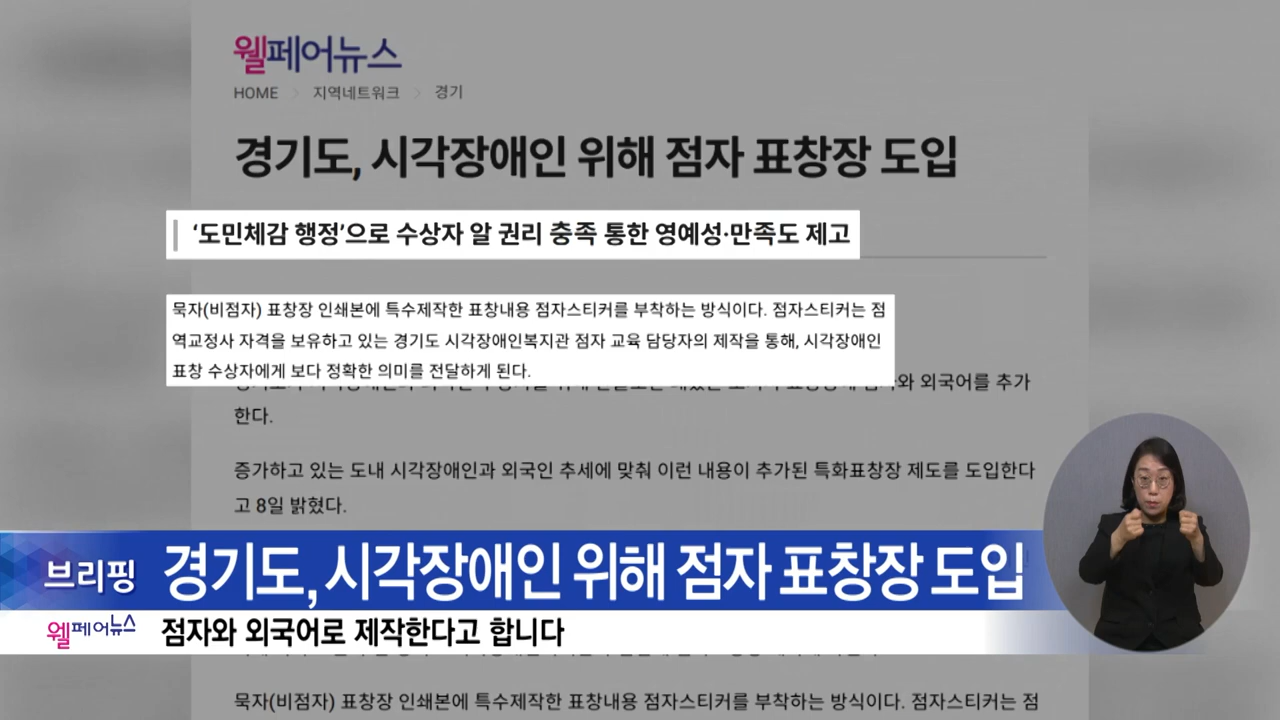 웰페어뉴스
HOME > 지역네트워크 > 경기
경기도, 시각장애인 위해 점자 표창장 도입
‘도민체감 행정’으로 수상자 알 권리 충족 통한 영예성·만족도 제고
묵자(비점자) 표창장 인쇄본에 특수제작한 표창내용 점자스티커를 부착하는 방식이다. 점자스티커는 점
역교정사 자격을 보유하고 있는 경기도 시각장애인복지관 점자 교육 담당자의 제작을 통해, 시각장애인
표창 수상자에게 보다 정확한 의미를 전달하게 된다.
와 외국어를 추가
한다.
증가하고 있는 도내 시각장애인과 외국인 추세에 맞춰 이런 내용이 추가된 특화표창장 제도를 도입한다
고 8일 밝혔다.
브리핑
경기도, 시각장애인 위해 점자 표창장 도입
웰페어뉴스
점자와 외국어로 제작한다고 합니다
묵자(비점자) 표창장 인쇄본에 특수제작한 표창내용 점자스티커를 부착하는 방식이다. 점자스티커는 점